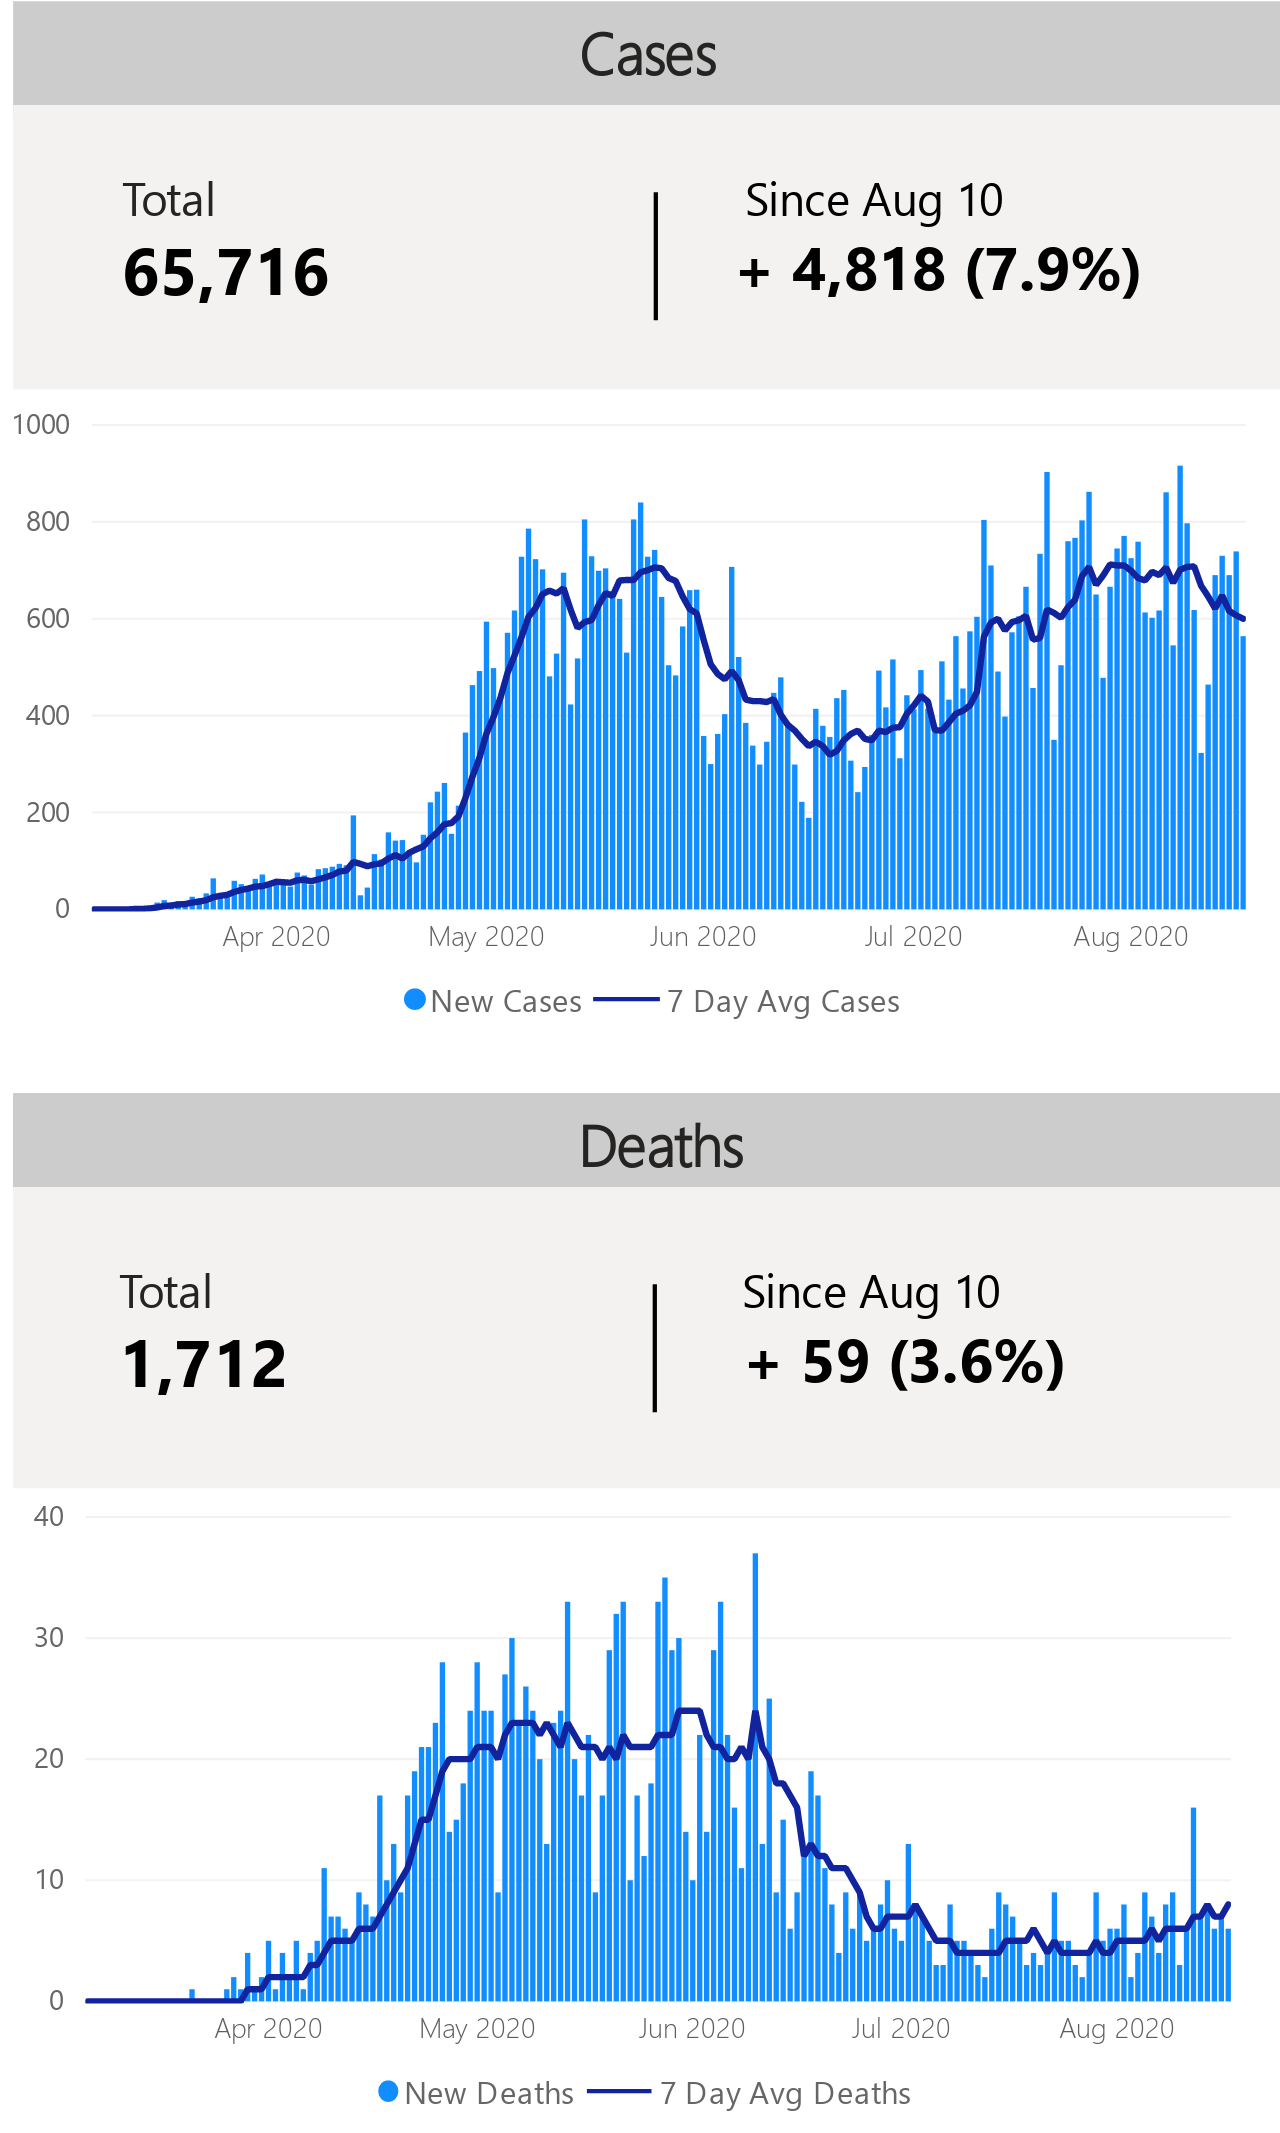 Cases
Total
Since Aug 10
65,716
+ 4,818 (7.9%)
1000
800
600
400
200
0
Apr 2020
May 2020
Jun 2020
Jul 2020
Aug 2020
New Cases
7 Day Avg Cases
Deaths
Total
Since Aug 10
1,712
+ 59 (3.6%)
40
30
20
10
0
Apr 2020
May 2020
Jun 2020
Jul 2020
Aug 2020
New Deaths
7 Day Avg Deaths